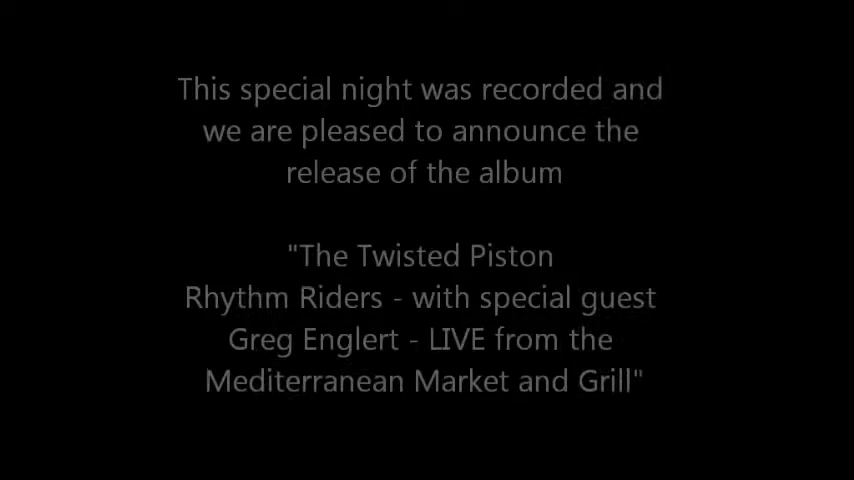 This special night was recorded and
we are pleased to announce the
release of the album
"The Twisted Piston
Rhythm Riders - with special guest
Greg Englert - LIVE from the
Mediterranean Market and Grill"